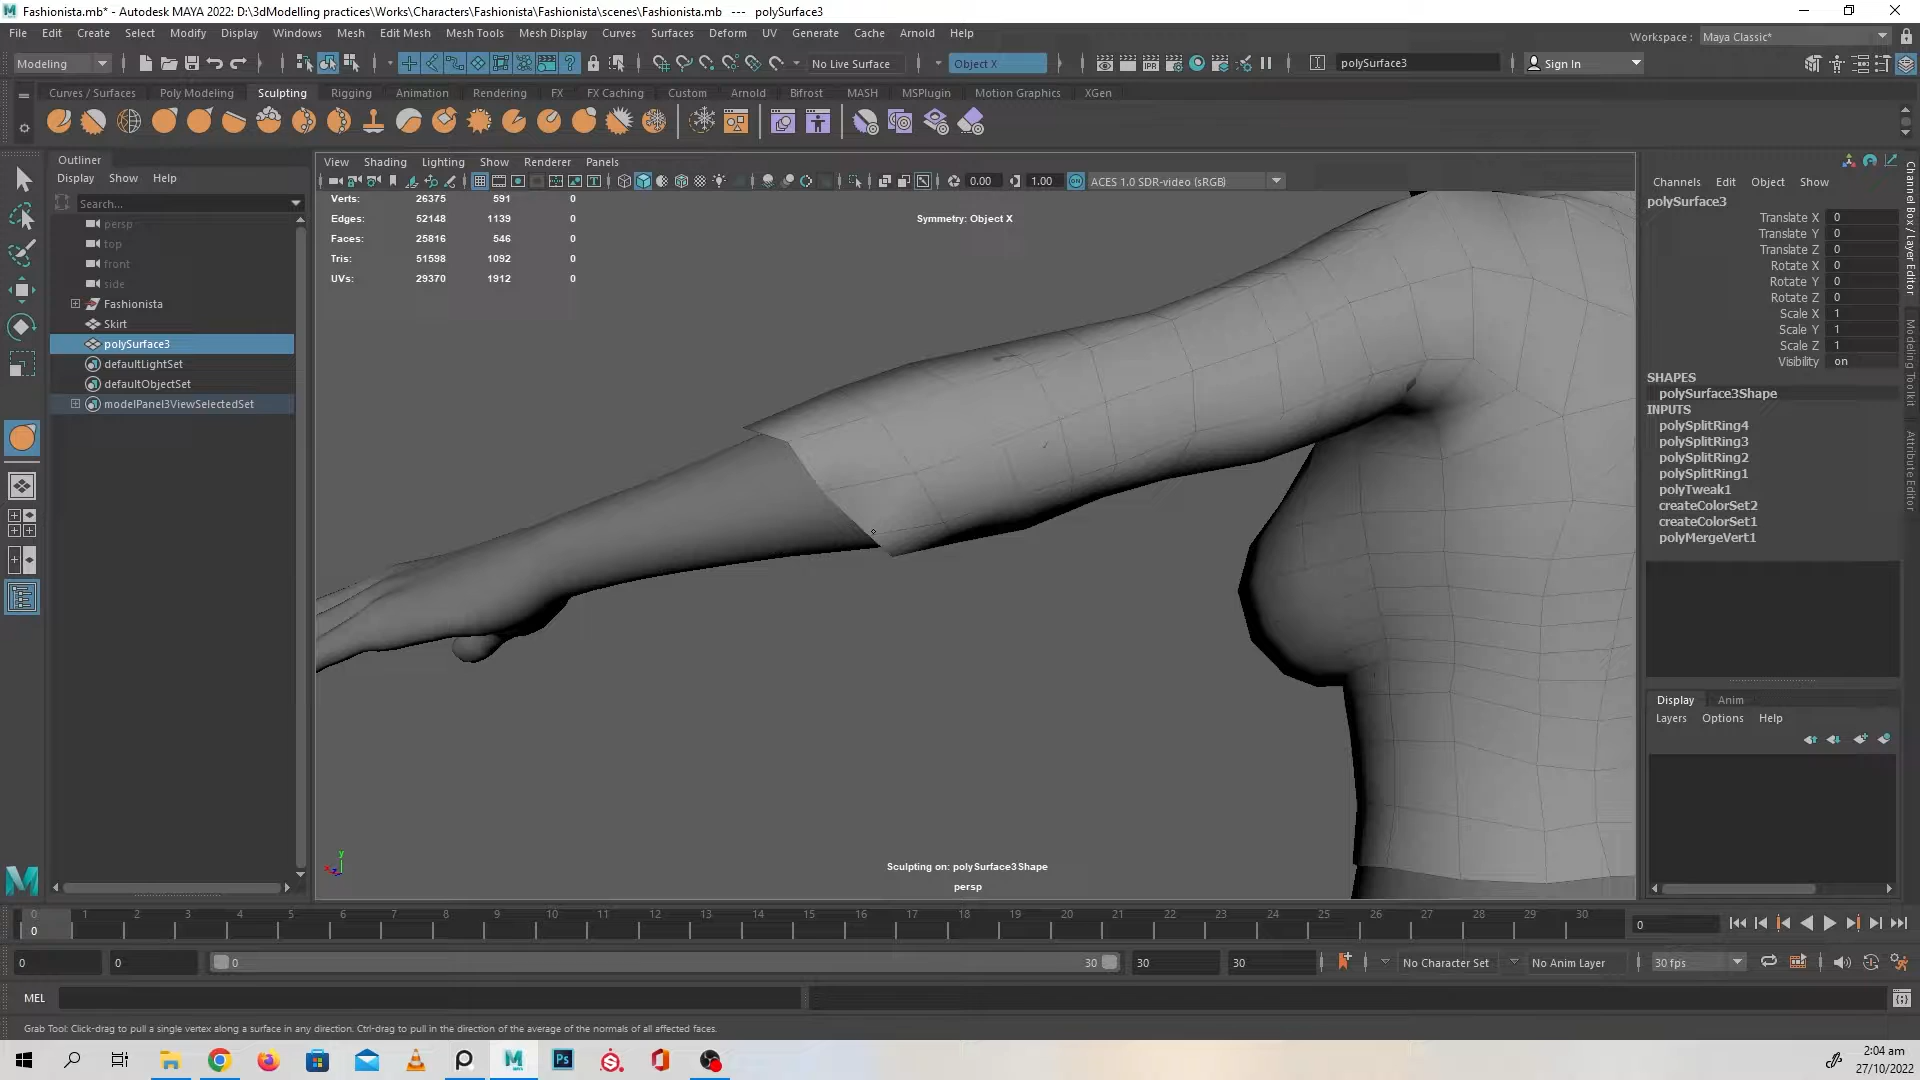 Fashionista.mb* - Autodesk MAYA 2022: D:\3dModelling practices\Works\Characters\Fashionista\Fashionista\scenes\Fashionista.mb --- polySurface3
File Edit Create Select Modify Display Windows Mesh Edit Mesh Mesh Tools Mesh Display Curves Surfaces Deform UV Generate Cache Arnold Help
Workspace : Maya Classic*
Modeling No Live Surface Object X polySurface3 Sign In
Curves / Surfaces Poly Modeling Sculpting Rigging Animation Rendering FX FX Caching Custom Arnold Bifrost MASH MSPlugin Motion Graphics XGen
Outliner
Display Show Help
Search...
persp
top
front
side
Fashionista
Skirt
polySurface3
defaultLightSet
defaultObjectSet
modelPanel3ViewSelectedSet
View Shading Lighting Show Renderer Panels
0.00 1.00 ACES 1.0 SDR-video (sRGB)
Verts: 26375 591 0
Edges: 52148 1139 0
Faces: 25816 546 0
Tris: 51598 1092 0
UVs: 29370 1912 0
Symmetry: Object X
Sculpting on: polySurface3Shape
persp
y
Channels Edit Object Show
polySurface3
Translate X 0
Translate Y 0
Translate Z 0
Rotate X 0
Rotate Y 0
Rotate Z 0
Scale X 1
Scale Y 1
Scale Z 1
Visibility on
SHAPES
polySurface3Shape
INPUTS
polySplitRing4
polySplitRing3
polySplitRing2
polySplitRing1
polyTweak1
createColorSet2
createColorSet1
polyMergeVert1
Display Anim
Layers Options Help
Channel Box / Layer Editor
Modeling Toolkit
Attribute Editor
0 1 2 3 4 5 6 7 8 9 10 11 12 13 14 15 16 17 18 19 20 21 22 23 24 25 26 27 28 29 30
0
0
0 0 0 30 30 30 No Character Set No Anim Layer 30 fps
MEL
Grab Tool: Click-drag to pull a single vertex along a surface in any direction. Ctrl-drag to pull in the direction of the average of the normals of all affected faces.
2:04 am
27/10/2022